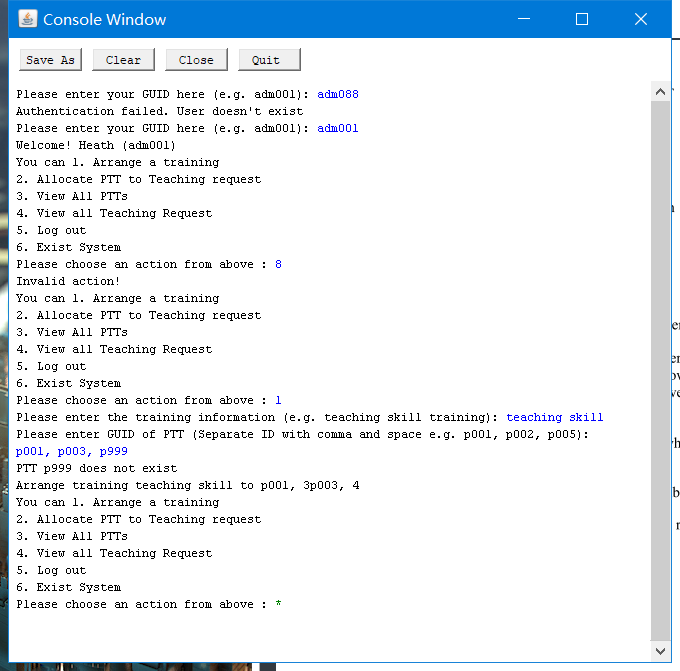 Console Window
Save As Clear Close Quit
Please enter your GUID here (e.g. adm001): adm088
Authentication failed. User doesn't exist
Please enter your GUID here (e.g. adm001): adm001
Welcome! Heath (adm001)
You can 1. Arrange a training
2. Allocate PTT to Teaching request
3. View All PTTs
4. View all Teaching Request
5. Log out
6. Exist System
Please choose an action from above : 8
Invalid action!
You can 1. Arrange a training
2. Allocate PTT to Teaching request
3. View All PTTs
4. View all Teaching Request
5. Log out
6. Exist System
Please choose an action from above : 1
Please enter the training information (e.g. teaching skill training): teaching skill
Please enter GUID of PTT (Separate ID with comma and space e.g. p001, p002, p005):
p001, p003, p999
PTT p999 does not exist
Arrange training teaching skill to p001, 3p003, 4
You can 1. Arrange a training
2. Allocate PTT to Teaching request
3. View All PTTs
4. View all Teaching Request
5. Log out
6. Exist System
Please choose an action from above : *